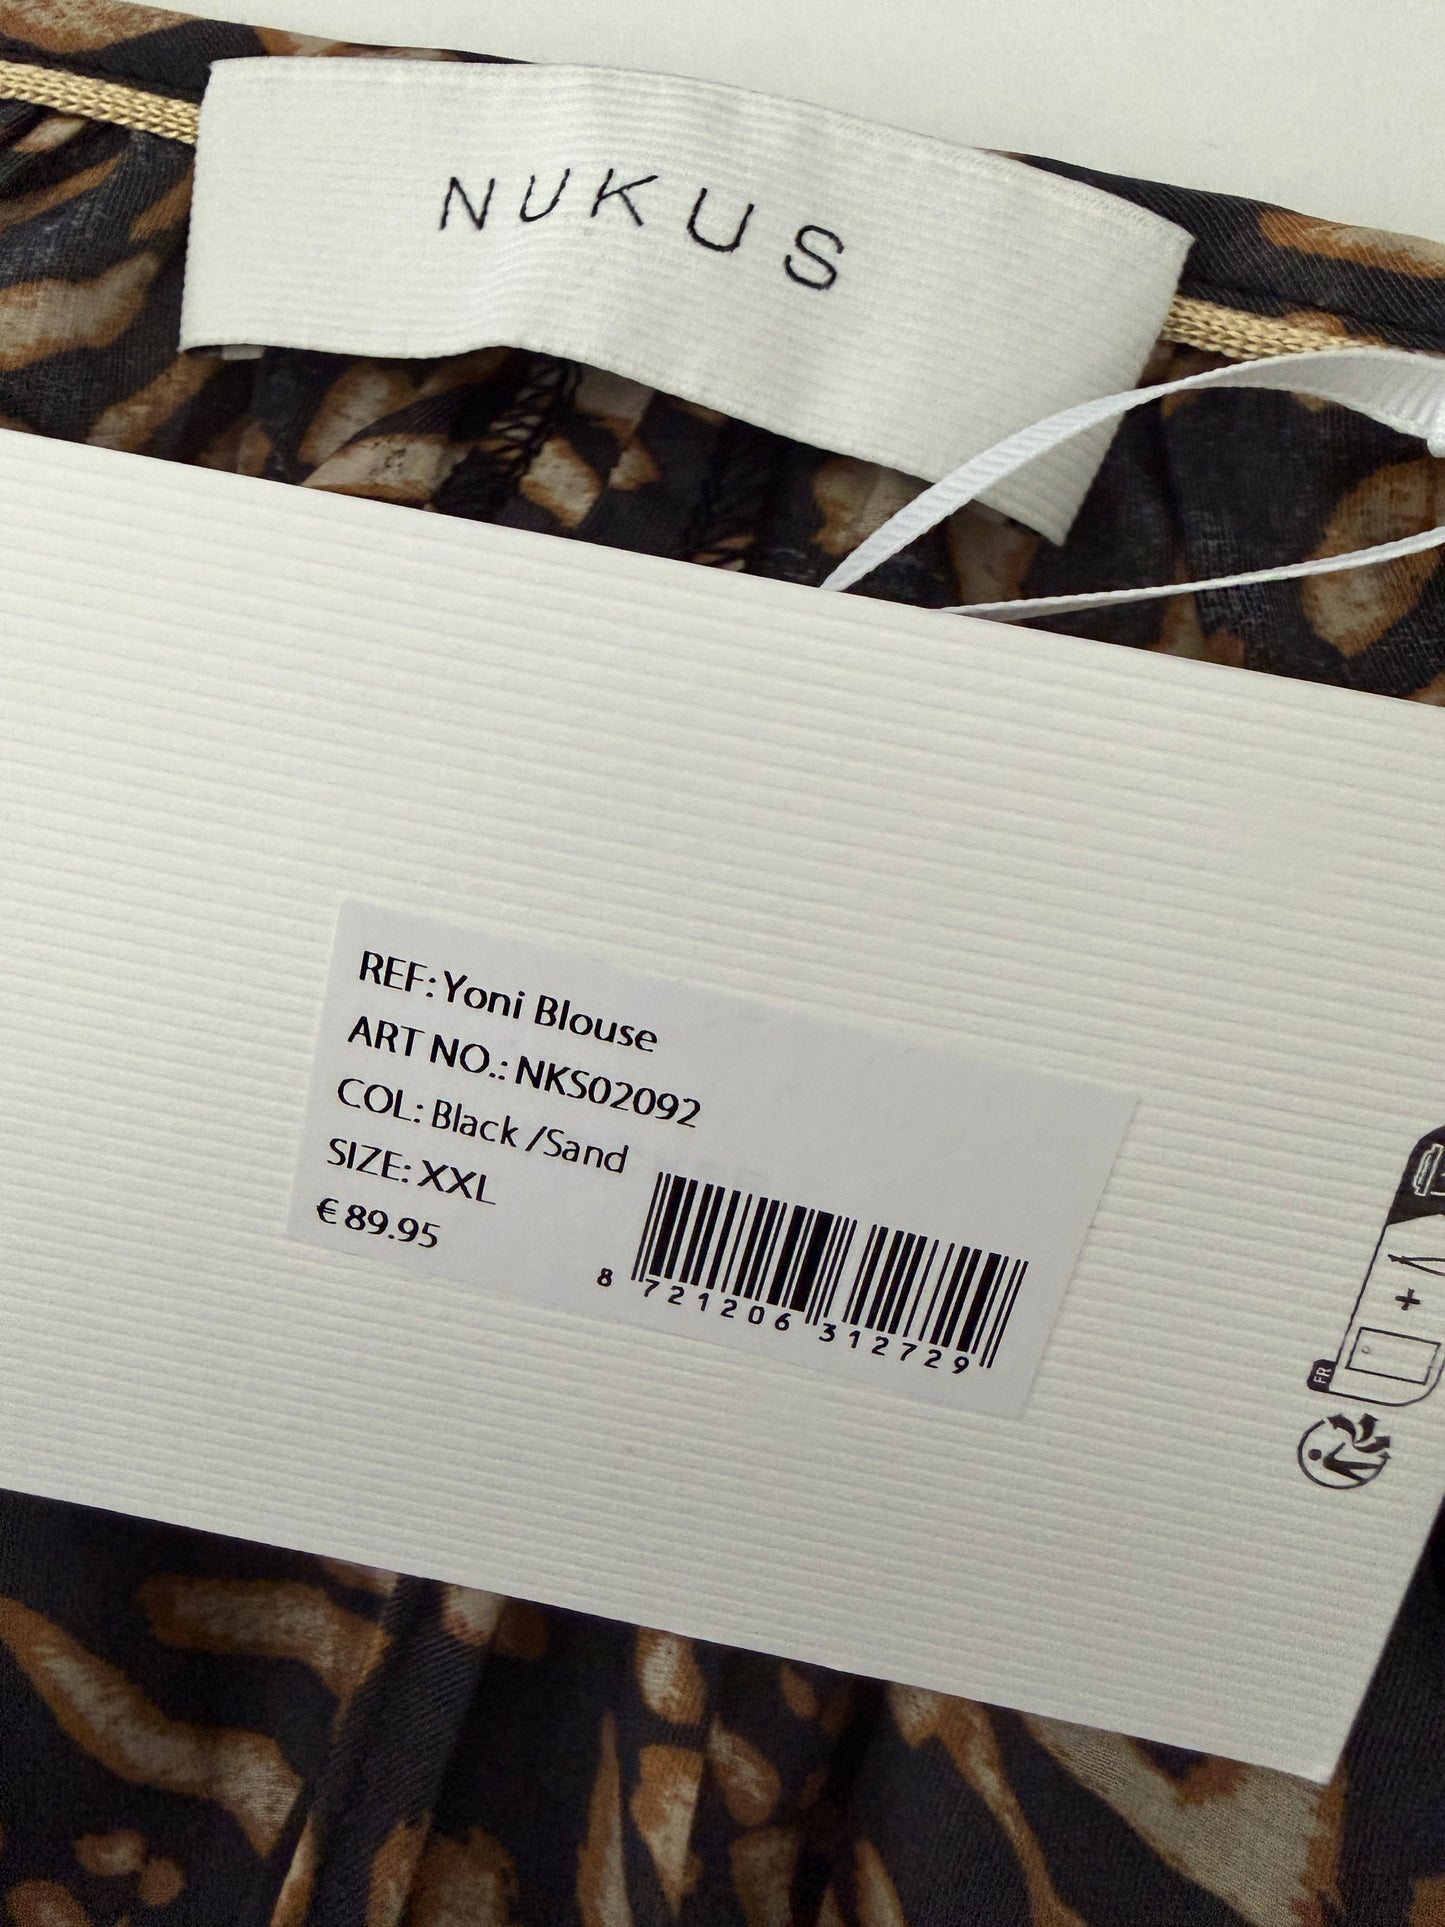 NUKUS
REF: Yoni Blouse
ART NO.: NKS02092
COL: Black /Sand
SIZE: XXL
€ 89.95
8 721206 312729
+
FR